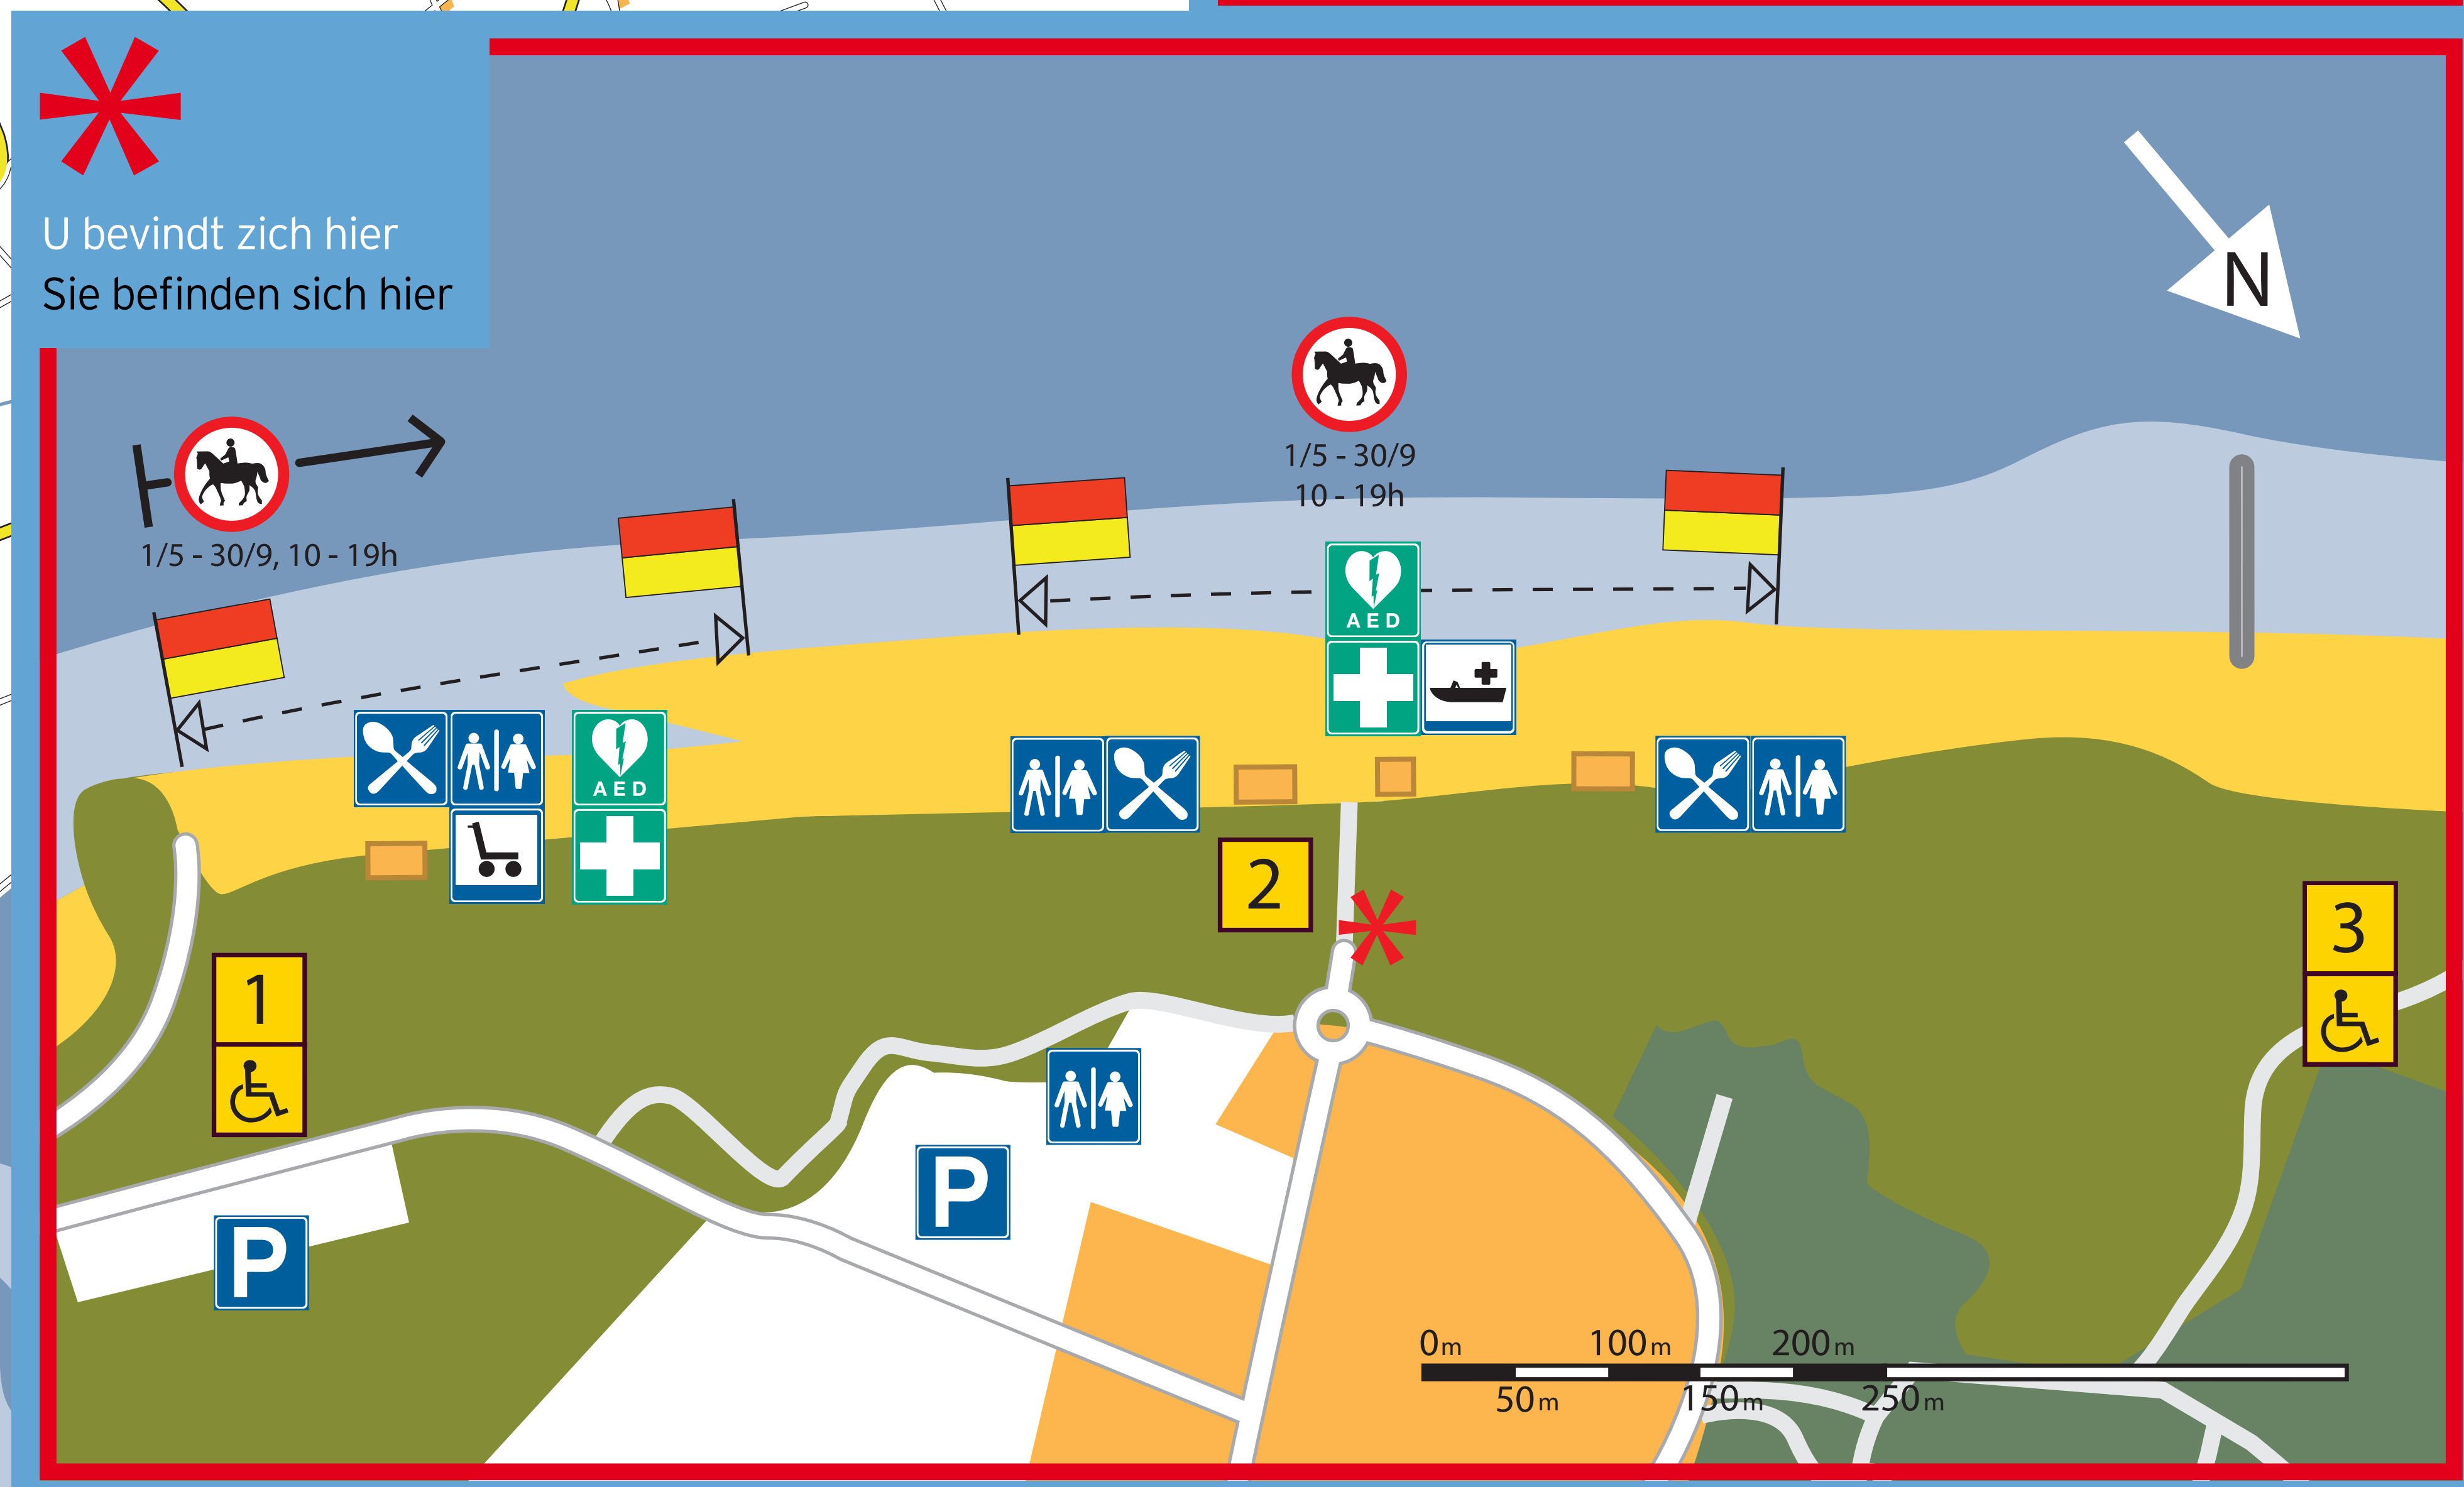 U bevindt zich hier
Sie befinden sich hier
N
1/5 - 30/9
10 - 19h
1/5 - 30/9, 10 - 19h
AED
AED
2
3
1
P
P
0m 100m 200m
50m 150m 250m